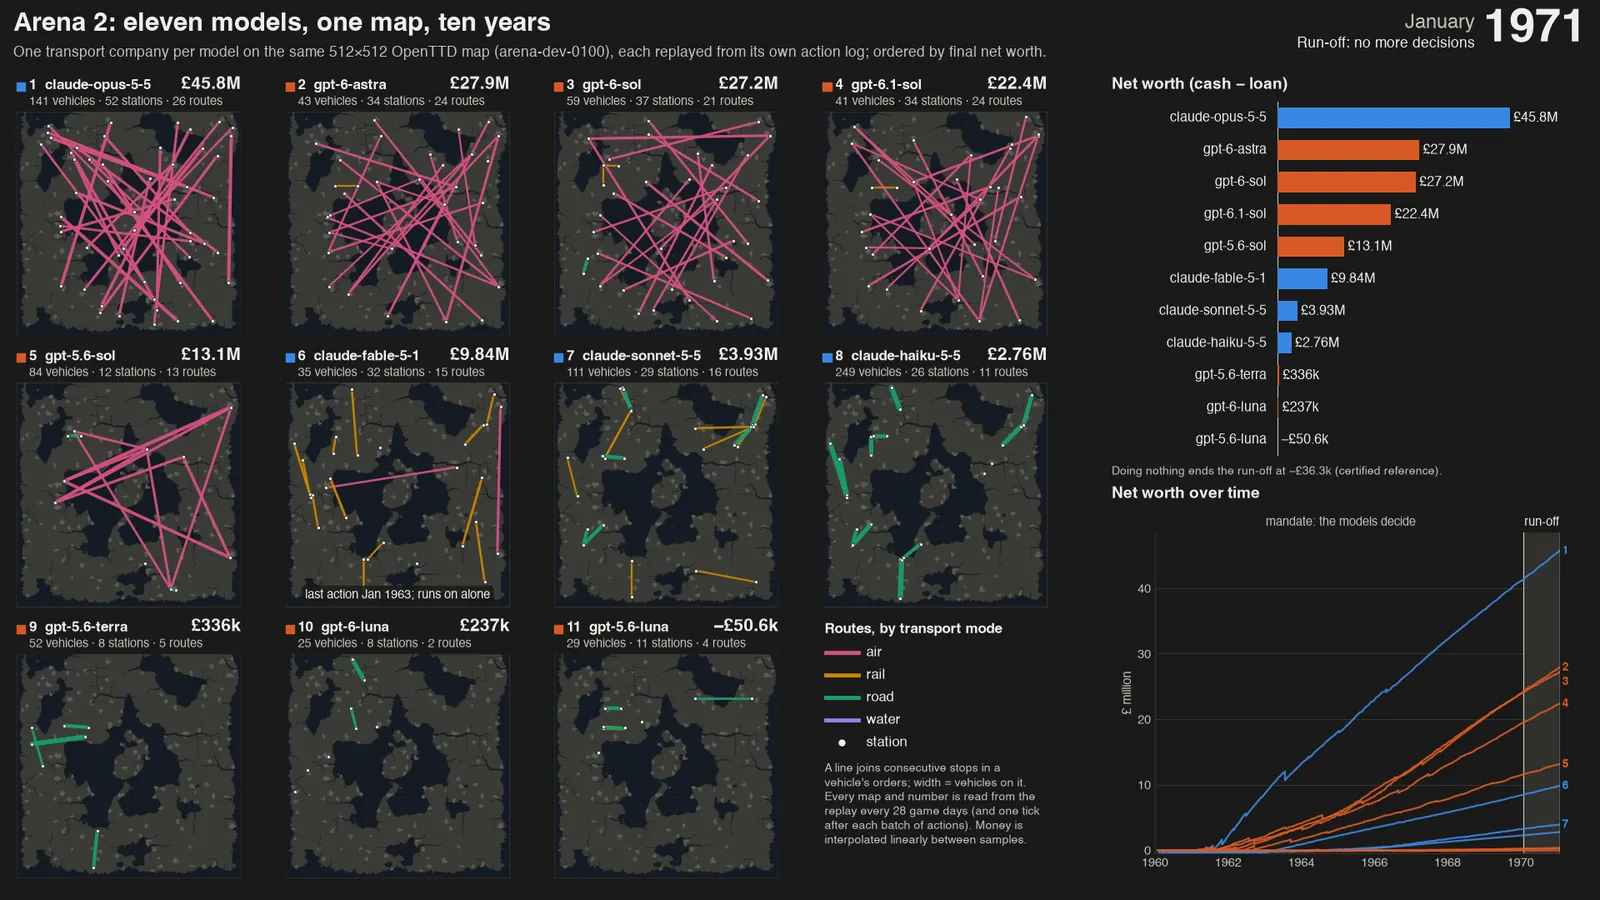 Arena 2: eleven models, one map, ten years
One transport company per model on the same 512×512 OpenTTD map (arena-dev-0100), each replayed from its own action log; ordered by final net worth.
January 1971
Run-off: no more decisions
1 claude-opus-5-5 £45.8M
141 vehicles · 52 stations · 26 routes
2 gpt-6-astra £27.9M
43 vehicles · 34 stations · 24 routes
3 gpt-6-sol £27.2M
59 vehicles · 37 stations · 21 routes
4 gpt-6.1-sol £22.4M
41 vehicles · 34 stations · 24 routes
5 gpt-5.6-sol £13.1M
84 vehicles · 12 stations · 13 routes
6 claude-fable-5-1 £9.84M
35 vehicles · 32 stations · 15 routes
last action Jan 1963; runs on alone
7 claude-sonnet-5-5 £3.93M
111 vehicles · 29 stations · 16 routes
8 claude-haiku-5-5 £2.76M
249 vehicles · 26 stations · 11 routes
9 gpt-5.6-terra £336k
52 vehicles · 8 stations · 5 routes
10 gpt-6-luna £237k
25 vehicles · 8 stations · 2 routes
11 gpt-5.6-luna –£50.6k
29 vehicles · 11 stations · 4 routes
Routes, by transport mode
air
rail
road
water
station
A line joins consecutive stops in a
vehicle's orders; width = vehicles on it.
Every map and number is read from the
replay every 28 game days (and one tick
after each batch of actions). Money is
interpolated linearly between samples.
Net worth (cash – loan)
claude-opus-5-5 £45.8M
gpt-6-astra £27.9M
gpt-6-sol £27.2M
gpt-6.1-sol £22.4M
gpt-5.6-sol £13.1M
claude-fable-5-1 £9.84M
claude-sonnet-5-5 £3.93M
claude-haiku-5-5 £2.76M
gpt-5.6-terra £336k
gpt-6-luna £237k
gpt-5.6-luna –£50.6k
Doing nothing ends the run-off at –£36.3k (certified reference).
Net worth over time
mandate: the models decide run-off
£ million
40
30
20
10
0
1960 1962 1964 1966 1968 1970
1
2
3
4
5
6
7